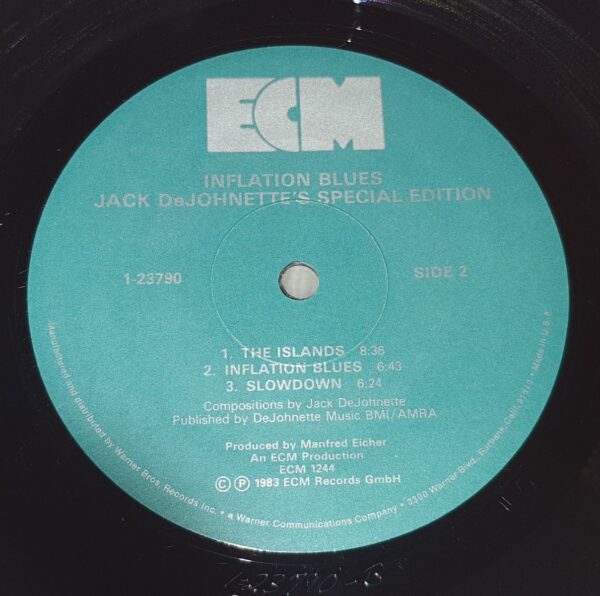 ECM
INFLATION BLUES
JACK DeJOHNETTE'S SPECIAL EDITION
1-23790
SIDE 2
1. THE ISLANDS 8:36
2. INFLATION BLUES 6:43
3. SLOWDOWN 6:24
Compositions by Jack DeJohnette
Published by DeJohnette Music BMI/AMRA
Produced by Manfred Eicher
An ECM Production
ECM 1244
© ℗ 1983 ECM Records GmbH
Manufactured and distributed by Warner Bros. Records Inc. • a Warner Communications Company • 3300 Warner Blvd., Burbank, Calif. 91510 • Made in U.S.A.